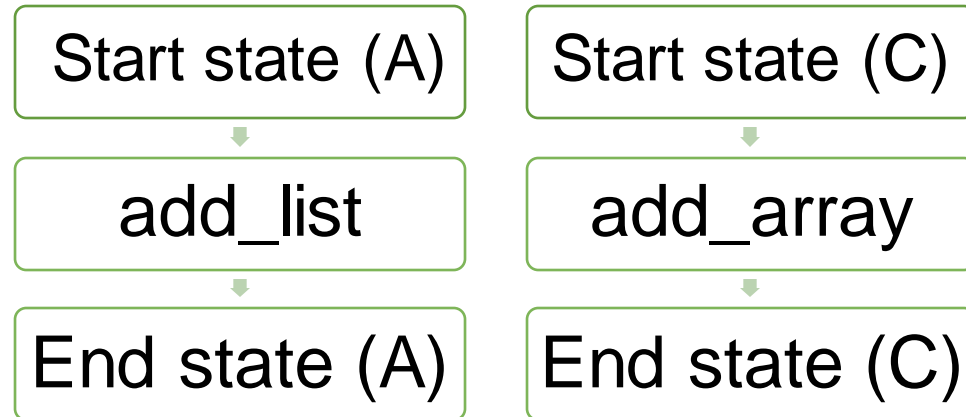 Start state (A)
add_list
End state (A)
Start state (C)
add_array
End state (C)